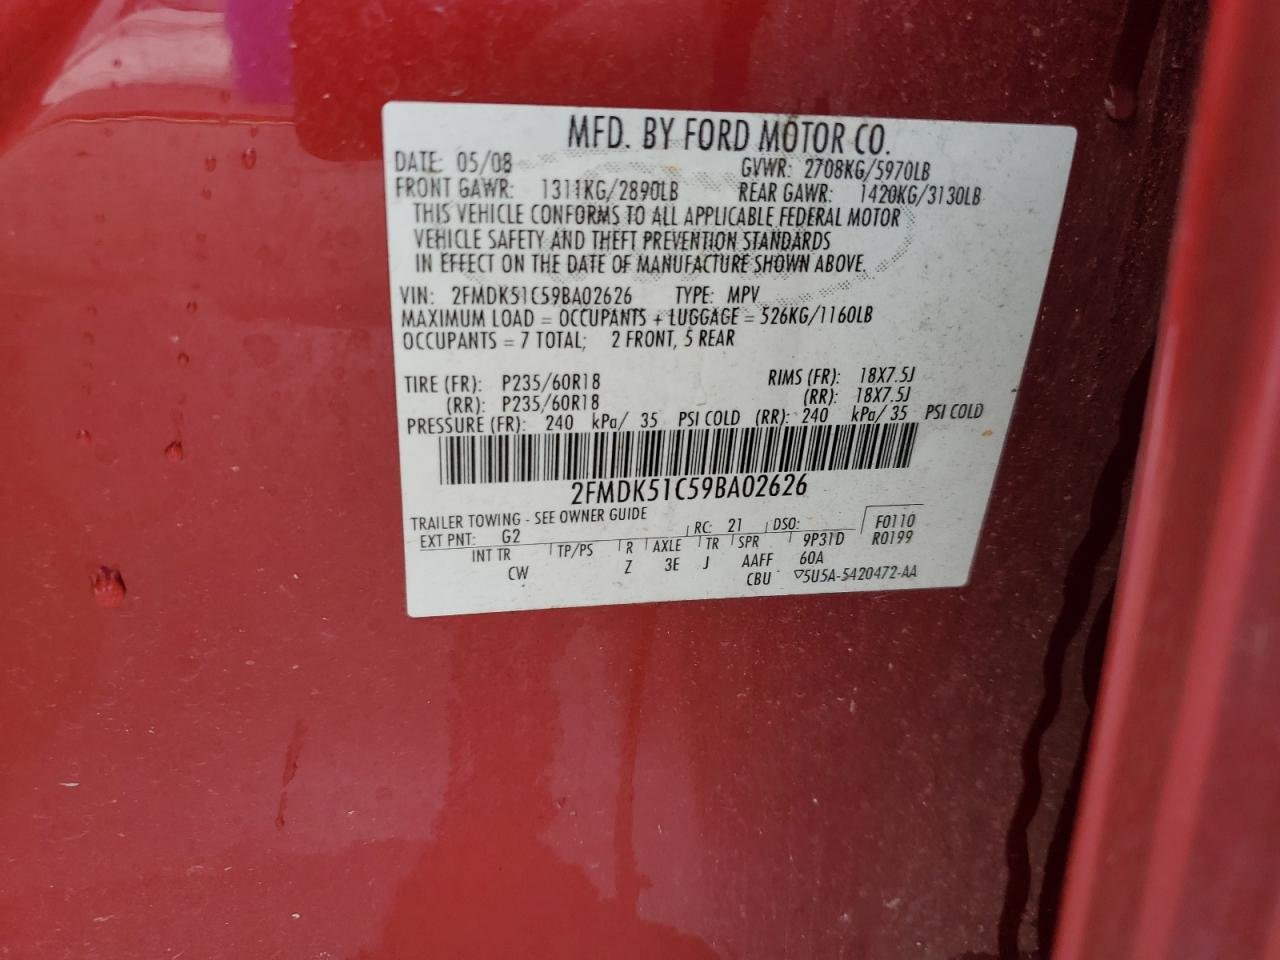 MFD. BY FORD MOTOR CO.
DATE: 05/08 GVWR: 2708KG/5970LB
FRONT GAWR: 1311KG/2890LB REAR GAWR: 1420KG/3130LB
THIS VEHICLE CONFORMS TO ALL APPLICABLE FEDERAL MOTOR
VEHICLE SAFETY AND THEFT PREVENTION STANDARDS
IN EFFECT ON THE DATE OF MANUFACTURE SHOWN ABOVE.
VIN: 2FMDK51C59BA02626 TYPE: MPV
MAXIMUM LOAD = OCCUPANTS + LUGGAGE = 526KG/1160LB
OCCUPANTS = 7 TOTAL; 2 FRONT, 5 REAR
TIRE (FR): P235/60R18 RIMS (FR): 18X7.5J
(RR): P235/60R18 (RR): 18X7.5J
PRESSURE (FR): 240 kPa/ 35 PSI COLD (RR): 240 kPa/ 35 PSI COLD
2FMDK51C59BA02626
TRAILER TOWING - SEE OWNER GUIDE
EXT PNT: G2 RC: 21 DSO: F0110
INT TR TP/PS R AXLE TR SPR 9P31D R0199
CW Z 3E J AAFF 60A
CBU ▽5U5A-5420472-AA